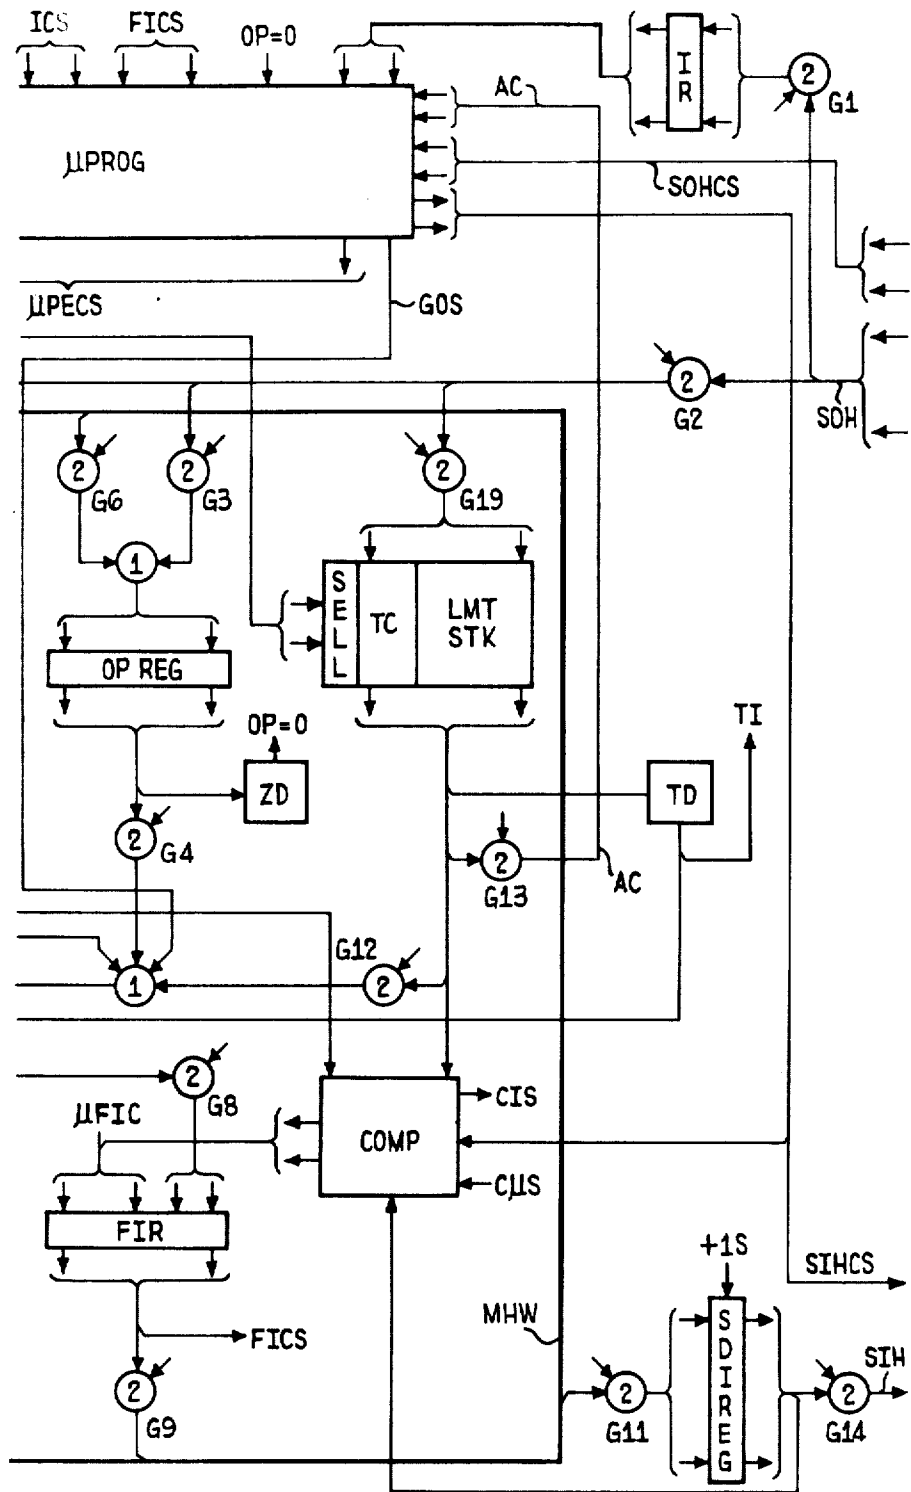 ICS FICS OP=0
AC
IR
2
G1
μPROG
SOHCS
μPECS
GOS
2
G2
SOH
2
G6
2
G3
2
G19
1
SELL
TC
LMT
STK
OP REG
OP=0
ZD
TD
TI
2
G4
2
G13
AC
G12
1
2
2
G8
μFIC
COMP
CIS
CμS
FIR
+1S
SIHCS
MHW
SDIREG
FICS
2
G9
2
G11
2
G14
SIH